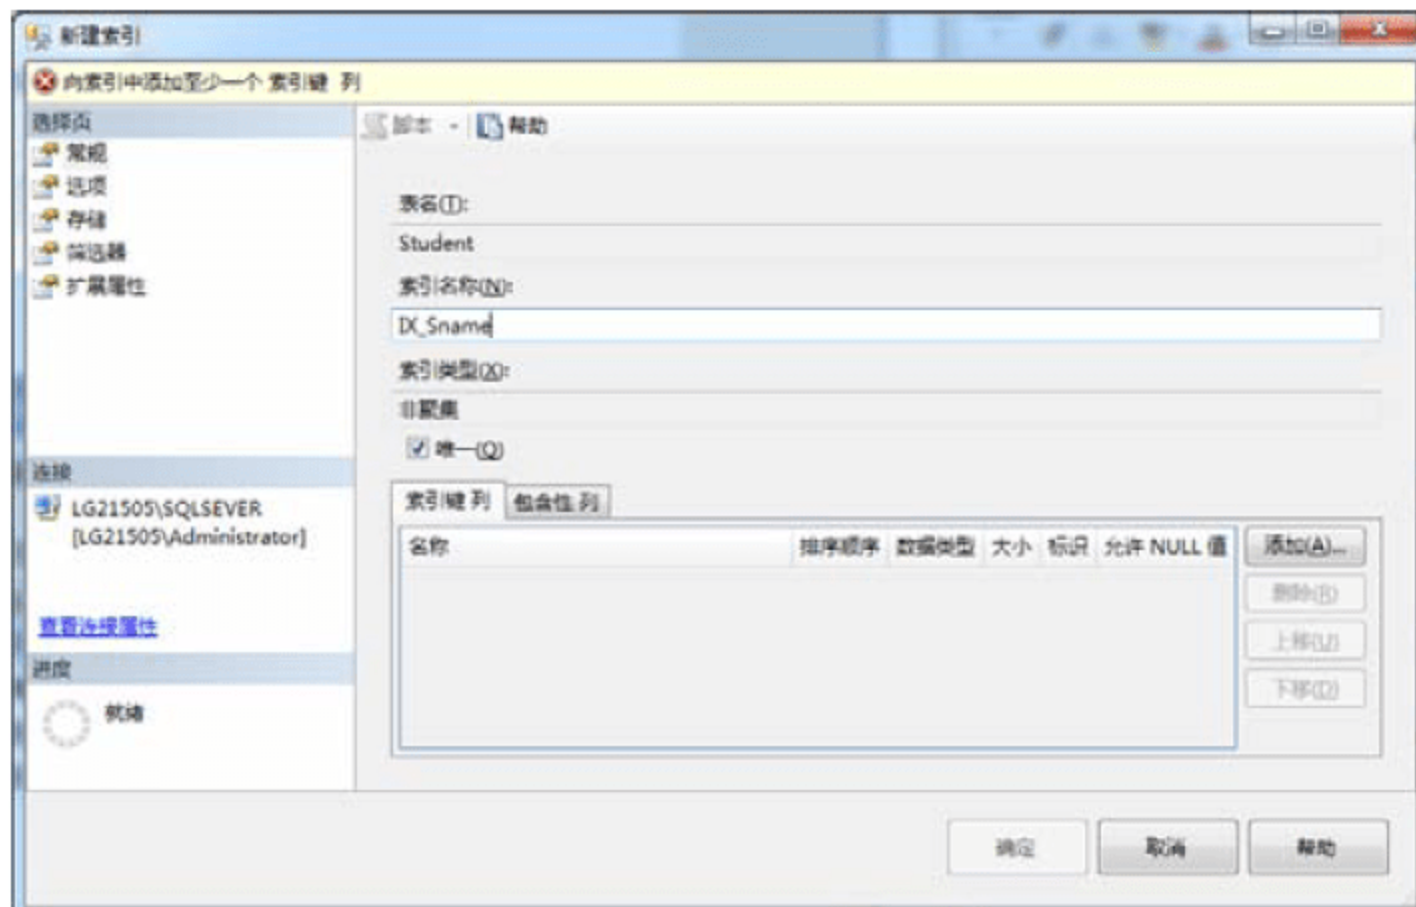 新建索引
向索引中添加至少一个 索引键 列
选择页
常规
选项
存储
筛选器
扩展属性
连接
LG21505\SQLSEVER
[LG21505\Administrator]
查看连接属性
进度
就绪
脚本 帮助
表名(T):
Student
索引名称(N):
IX_Sname
索引类型(X):
非聚集
唯一(Q)
索引键 列 包含性 列
名称 排序顺序 数据类型 大小 标识 允许 NULL 值
添加(A)...
删除(R)
上移(U)
下移(D)
确定 取消 帮助